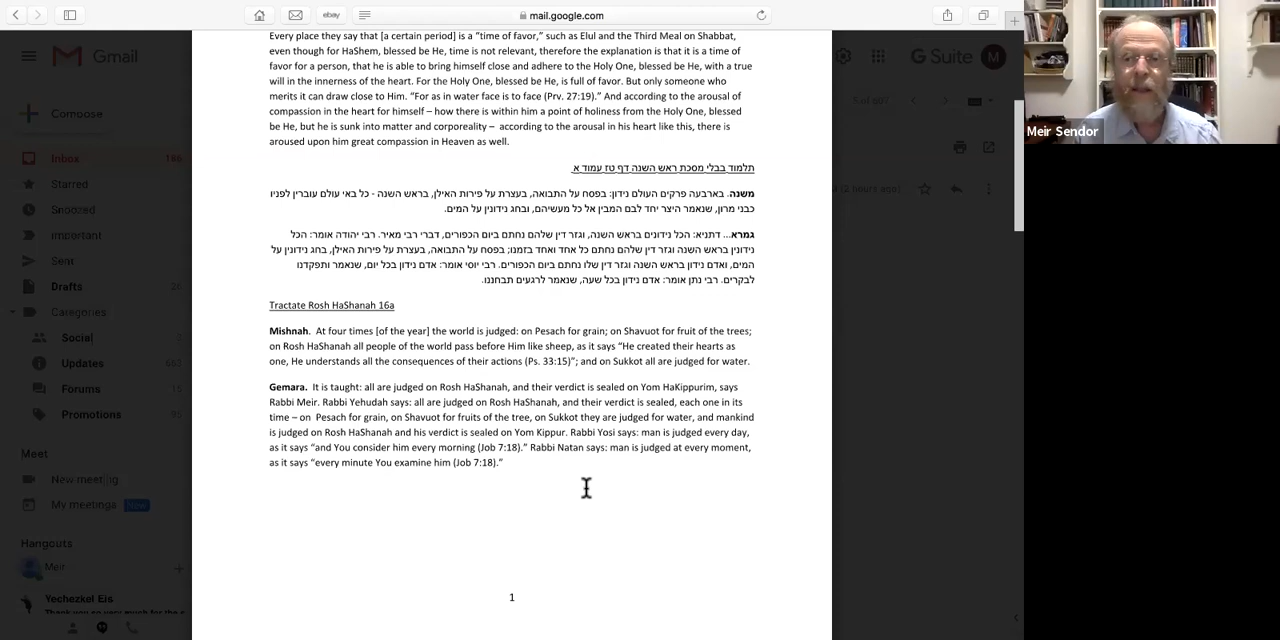 mail.google.com
ebay
Gmail
G Suite
M
Compose
Inbox
Starred
Snoozed
Important
Sent
Drafts
Categories
Social
Updates
Forums
Promotions
Meet
New meeting
My meetings
Hangouts
Meir
Yechezkel Eis
Meir Sendor
Every place they say that [a certain period] is a “time of favor,” such as Elul and the Third Meal on Shabbat,
even though for HaShem, blessed be He, time is not relevant, therefore the explanation is that it is a time of
favor for a person, that he is able to bring himself close and adhere to the Holy One, blessed be He, with a true
will in the innerness of the heart. For the Holy One, blessed be He, is full of favor. But only someone who
merits it can draw close to Him. “For as in water face is to face (Prv. 27:19).” And according to the arousal of
compassion in the heart for himself – how there is within him a point of holiness from the Holy One, blessed
be He, but he is sunk into matter and corporeality – according to the arousal in his heart like this, there is
aroused upon him great compassion in Heaven as well.
תלמוד בבלי מסכת ראש השנה דף טז עמוד א
משנה. בארבעה פרקים העולם נידון: בפסח על התבואה, בעצרת על פירות האילן, בראש השנה - כל באי עולם עוברין לפניו
כבני מרון, שנאמר היצר יחד לבם המבין אל כל מעשיהם, ובחג נידונין על המים.
גמרא... דתניא: הכל נידונים בראש השנה, וגזר דין שלהם נחתם ביום הכפורים, דברי רבי מאיר. רבי יהודה אומר: הכל
נידונין בראש השנה וגזר דין שלהם נחתם כל אחד ואחד בזמנו; בפסח על התבואה, בעצרת על פירות האילן, בחג נידונין על
המים, ואדם נידון בראש השנה וגזר דין שלו נחתם ביום הכפורים. רבי יוסי אומר: אדם נידון בכל יום, שנאמר ותפקדנו
לבקרים. רבי נתן אומר: אדם נידון בכל שעה, שנאמר לרגעים תבחננו.
Tractate Rosh HaShanah 16a
Mishnah. At four times [of the year] the world is judged: on Pesach for grain; on Shavuot for fruit of the trees;
on Rosh HaShanah all people of the world pass before Him like sheep, as it says “He created their hearts as
one, He understands all the consequences of their actions (Ps. 33:15)”; and on Sukkot all are judged for water.
Gemara. It is taught: all are judged on Rosh HaShanah, and their verdict is sealed on Yom HaKippurim, says
Rabbi Meir. Rabbi Yehudah says: all are judged on Rosh HaShanah, and their verdict is sealed, each one in its
time – on Pesach for grain, on Shavuot for fruits of the tree, on Sukkot they are judged for water, and mankind
is judged on Rosh HaShanah and his verdict is sealed on Yom Kippur. Rabbi Yosi says: man is judged every day,
as it says “and You consider him every morning (Job 7:18).” Rabbi Natan says: man is judged at every moment,
as it says “every minute You examine him (Job 7:18).”
1